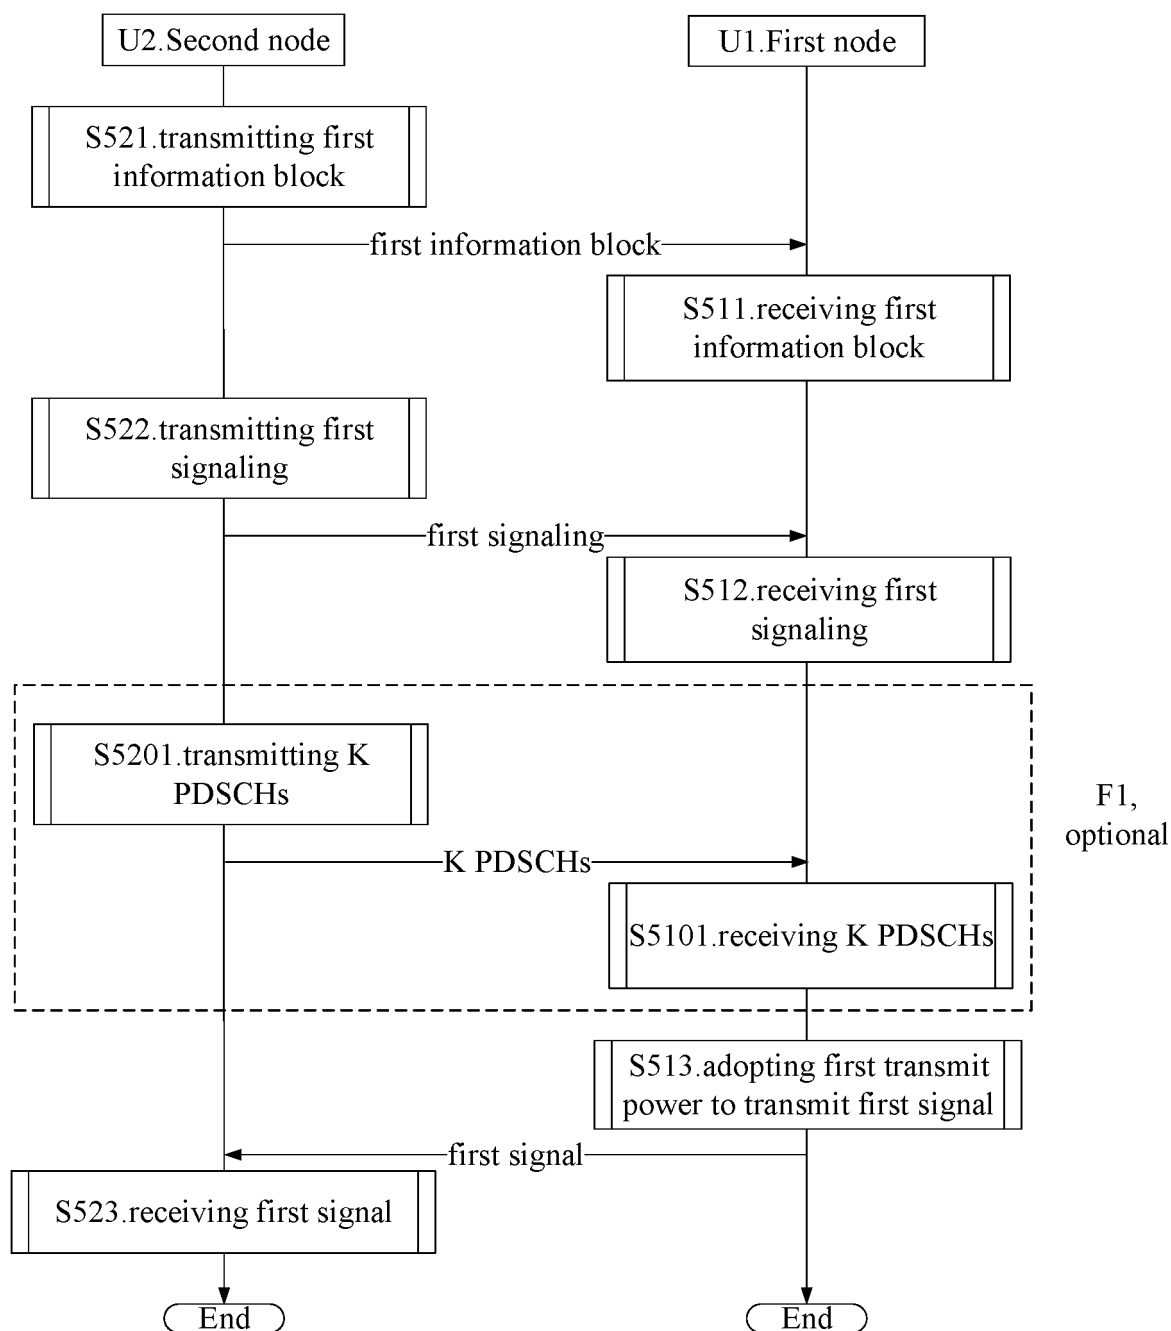 U2.Second node
U1.First node
S521.transmitting first
information block
first information block
S511.receiving first
information block
S522.transmitting first
signaling
first signaling
S512.receiving first
signaling
S5201.transmitting K
PDSCHs
F1,
optional
K PDSCHs
S5101.receiving K PDSCHs
S513.adopting first transmit
power to transmit first signal
first signal
S523.receiving first signal
End
End